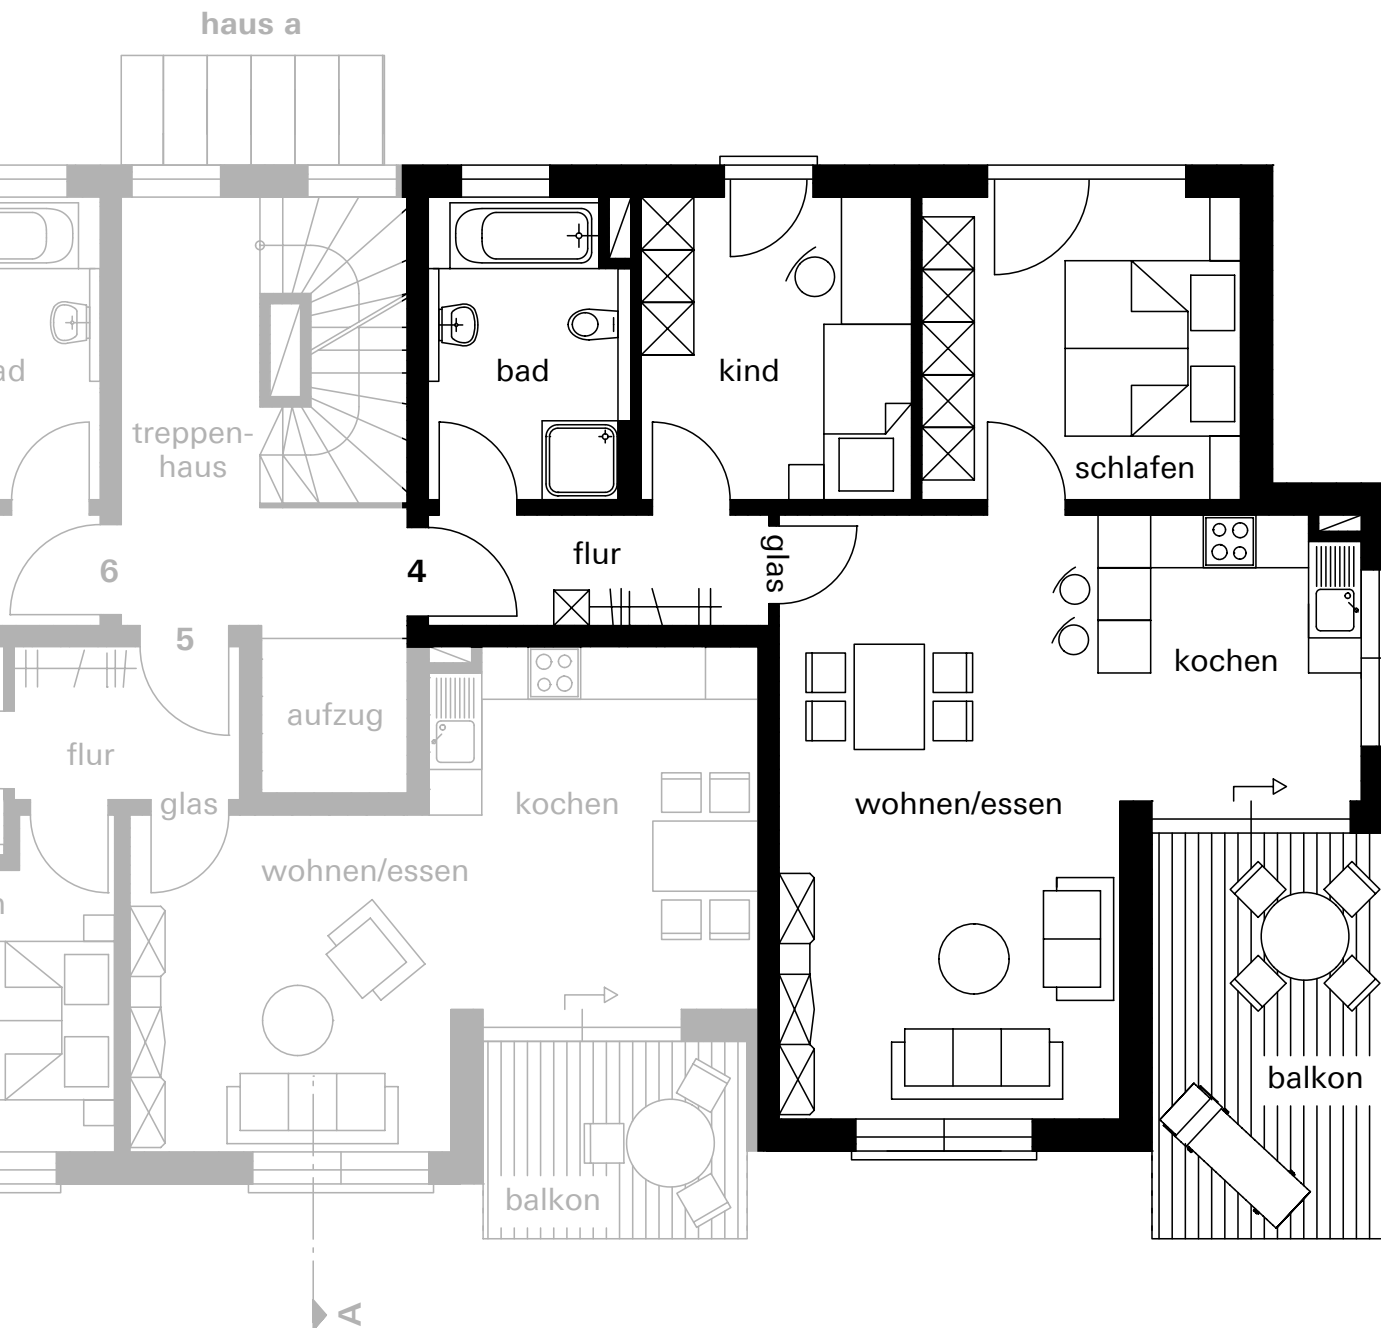 haus a
bad
kind
ad
treppen-
haus
schlafen
flur
glas
6
4
5
kochen
aufzug
flur
glas
kochen
wohnen/essen
wohnen/essen
n
balkon
balkon
A